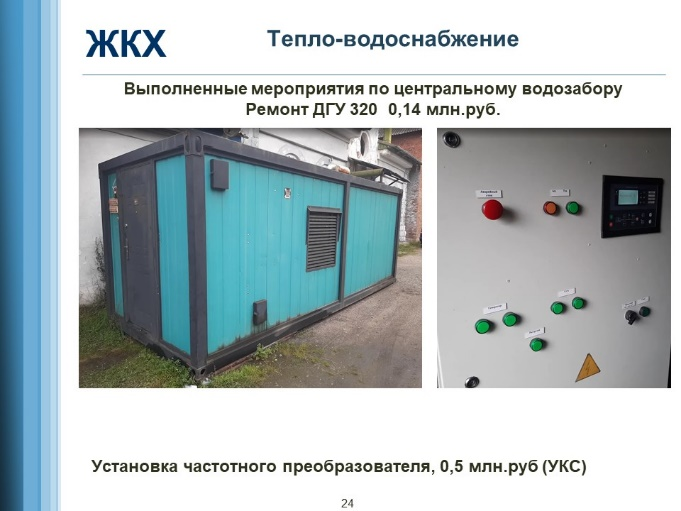 ЖКХ
Тепло-водоснабжение
Выполненные мероприятия по центральному водозабору
Ремонт ДГУ 320 0,14 млн.руб.
Установка частотного преобразователя, 0,5 млн.руб (УКС)
24